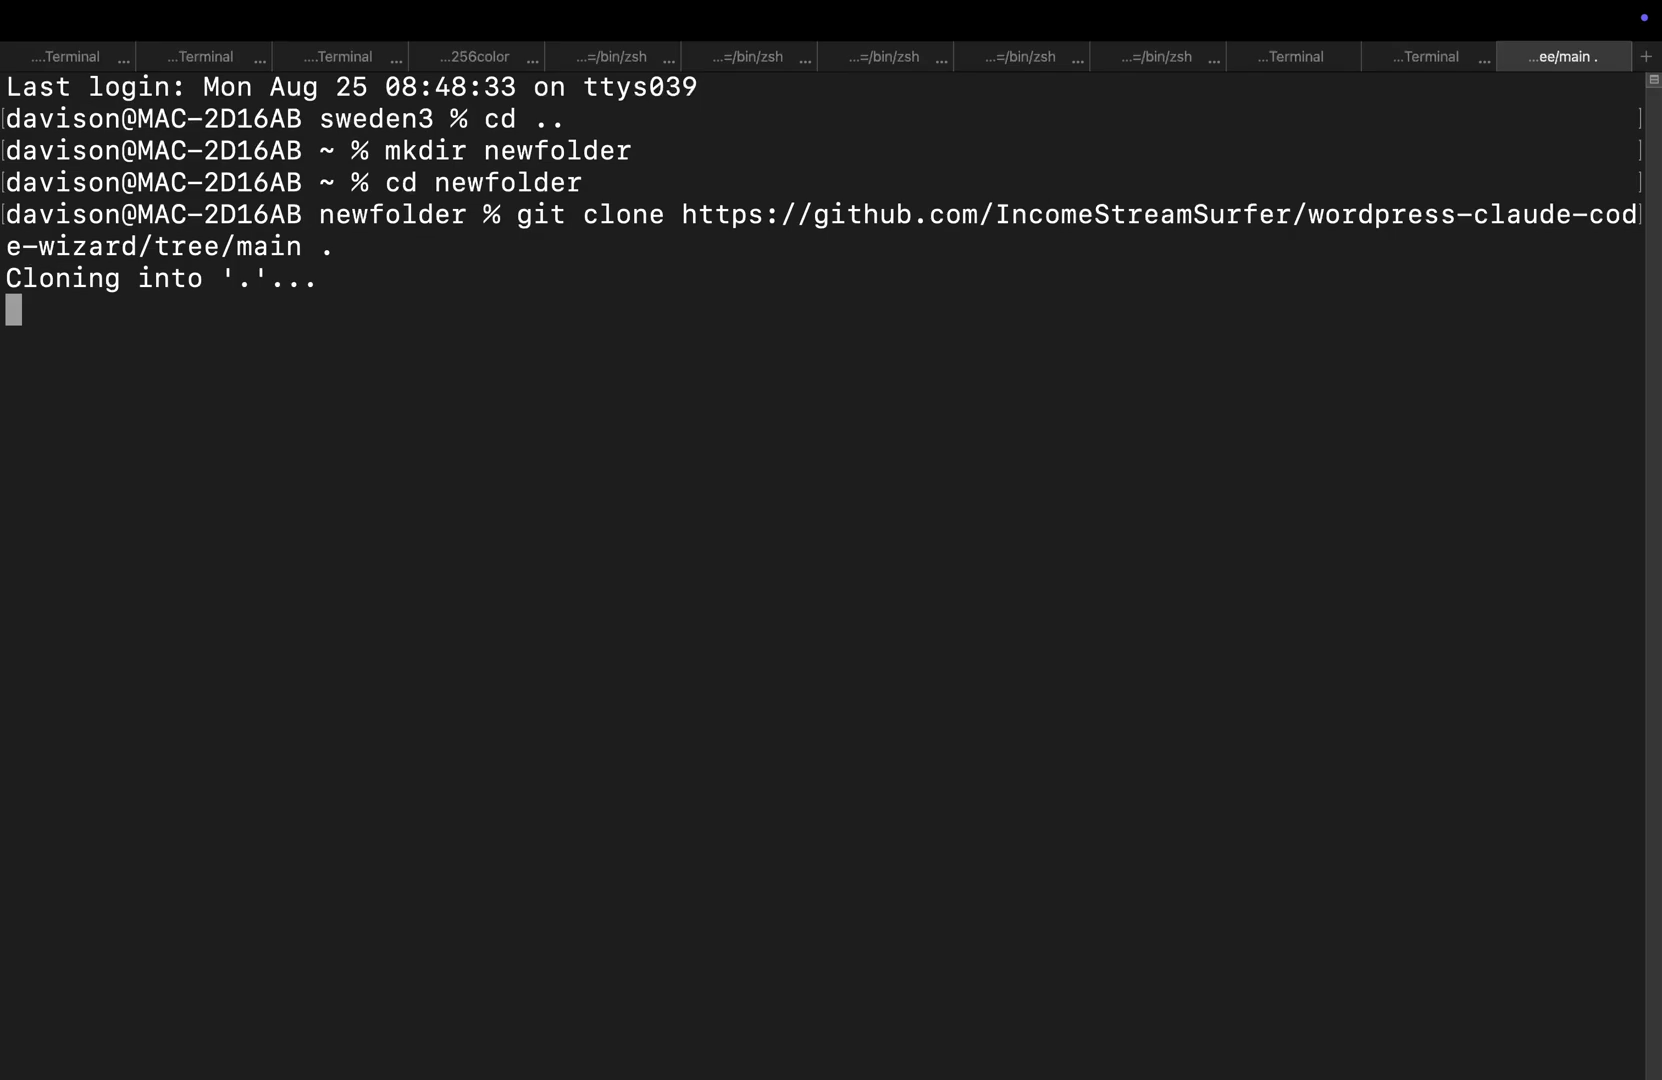 ....Terminal ...
...Terminal ...
....Terminal ...
...256color ...
...=/bin/zsh ...
...=/bin/zsh ...
...=/bin/zsh ...
...=/bin/zsh ...
...=/bin/zsh ...
...Terminal
...Terminal ...
...ee/main .
+
Last login: Mon Aug 25 08:48:33 on ttys039
[davison@MAC-2D16AB sweden3 % cd .. ]
[davison@MAC-2D16AB ~ % mkdir newfolder ]
[davison@MAC-2D16AB ~ % cd newfolder ]
[davison@MAC-2D16AB newfolder % git clone https://github.com/IncomeStreamSurfer/wordpress-claude-cod]
e-wizard/tree/main .
Cloning into '.'...